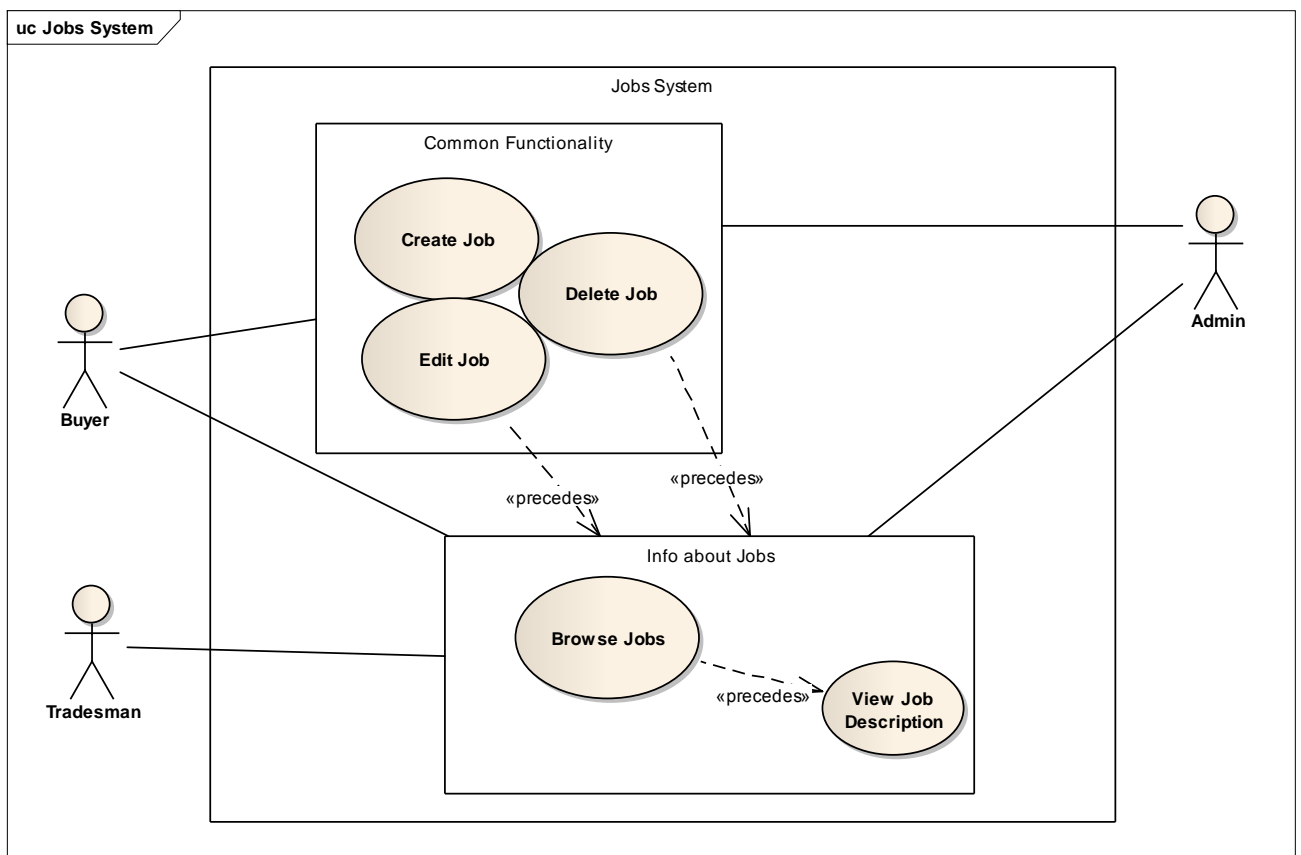 uc Jobs System
Jobs System
Common Functionality
Create Job
Delete Job
Edit Job
Buyer
Admin
«precedes»
«precedes»
Info about Jobs
Browse Jobs
«precedes»
View Job
Description
Tradesman